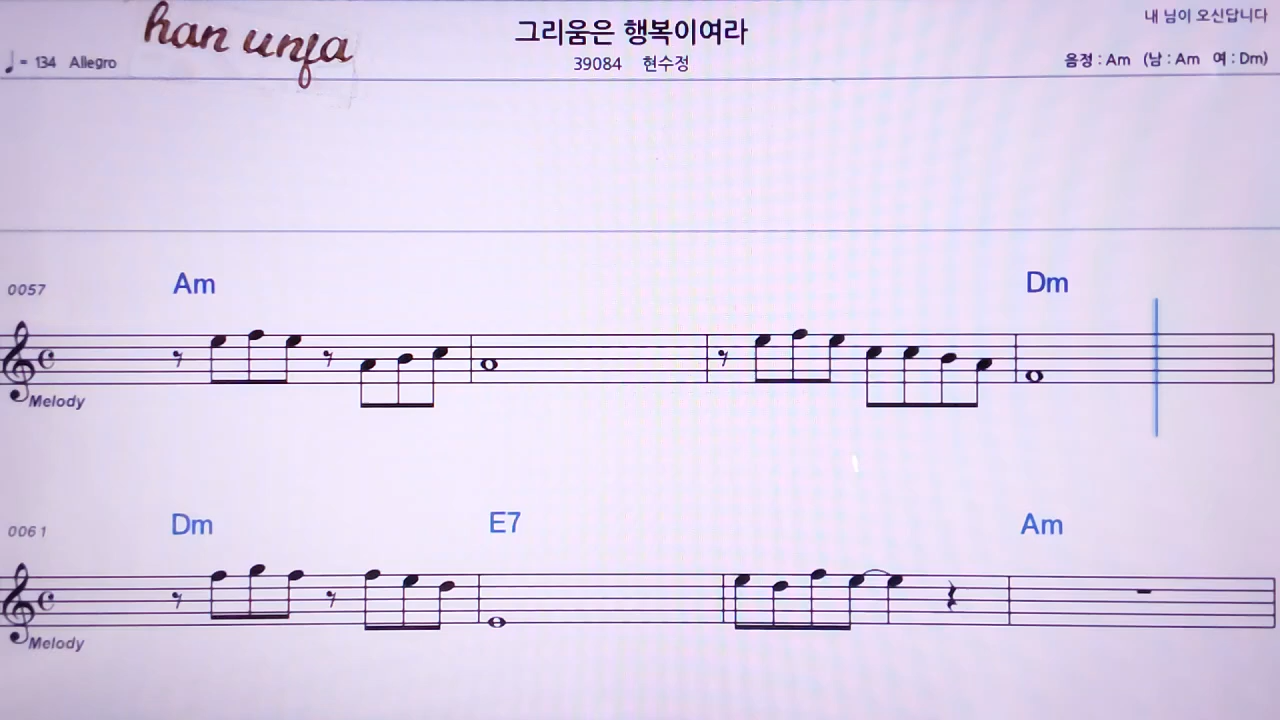 han unja
그리움은 행복이여라
내 님이 오신답니다
♩= 134 Allegro
39084 현수정
음정 : Am (남 : Am 여 : Dm)
Am Dm
0057
Melody
Dm E7 Am
0061
Melody